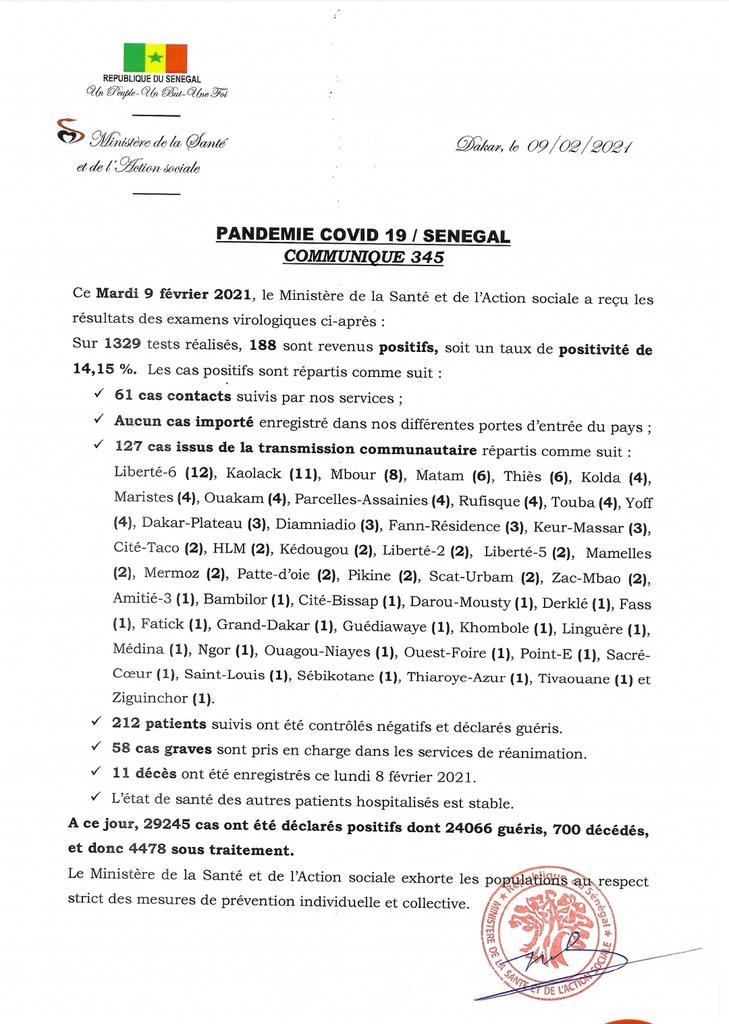 REPUBLIQUE DU SENEGAL
Un Peuple - Un But - Une Foi
Ministère de la Santé
et de l'Action sociale
Dakar, le 09/02/2021
PANDEMIE COVID 19 / SENEGAL
COMMUNIQUE 345
Ce Mardi 9 février 2021, le Ministère de la Santé et de l'Action sociale a reçu les
résultats des examens virologiques ci-après :
Sur 1329 tests réalisés, 188 sont revenus positifs, soit un taux de positivité de
14,15 %. Les cas positifs sont répartis comme suit :
✓ 61 cas contacts suivis par nos services ;
✓ Aucun cas importé enregistré dans nos différentes portes d'entrée du pays ;
✓ 127 cas issus de la transmission communautaire répartis comme suit :
Liberté-6 (12), Kaolack (11), Mbour (8), Matam (6), Thiès (6), Kolda (4),
Maristes (4), Ouakam (4), Parcelles-Assainies (4), Rufisque (4), Touba (4), Yoff
(4), Dakar-Plateau (3), Diamniadio (3), Fann-Résidence (3), Keur-Massar (3),
Cité-Taco (2), HLM (2), Kédougou (2), Liberté-2 (2), Liberté-5 (2), Mamelles
(2), Mermoz (2), Patte-d'oie (2), Pikine (2), Scat-Urbam (2), Zac-Mbao (2),
Amitié-3 (1), Bambilor (1), Cité-Bissap (1), Darou-Mousty (1), Derklé (1), Fass
(1), Fatick (1), Grand-Dakar (1), Guédiawaye (1), Khombole (1), Linguère (1),
Médina (1), Ngor (1), Ouagou-Niayes (1), Ouest-Foire (1), Point-E (1), Sacré-
Cœur (1), Saint-Louis (1), Sébikotane (1), Thiaroye-Azur (1), Tivaouane (1) et
Ziguinchor (1).
✓ 212 patients suivis ont été contrôlés négatifs et déclarés guéris.
✓ 58 cas graves sont pris en charge dans les services de réanimation.
✓ 11 décès ont été enregistrés ce lundi 8 février 2021.
✓ L'état de santé des autres patients hospitalisés est stable.
A ce jour, 29245 cas ont été déclarés positifs dont 24066 guéris, 700 décédés,
et donc 4478 sous traitement.
Le Ministère de la Santé et de l'Action sociale exhorte les populations au respect
strict des mesures de prévention individuelle et collective.
République du Sénégal
MINISTERE DE LA SANTE ET DE L'ACTION SOCIALE